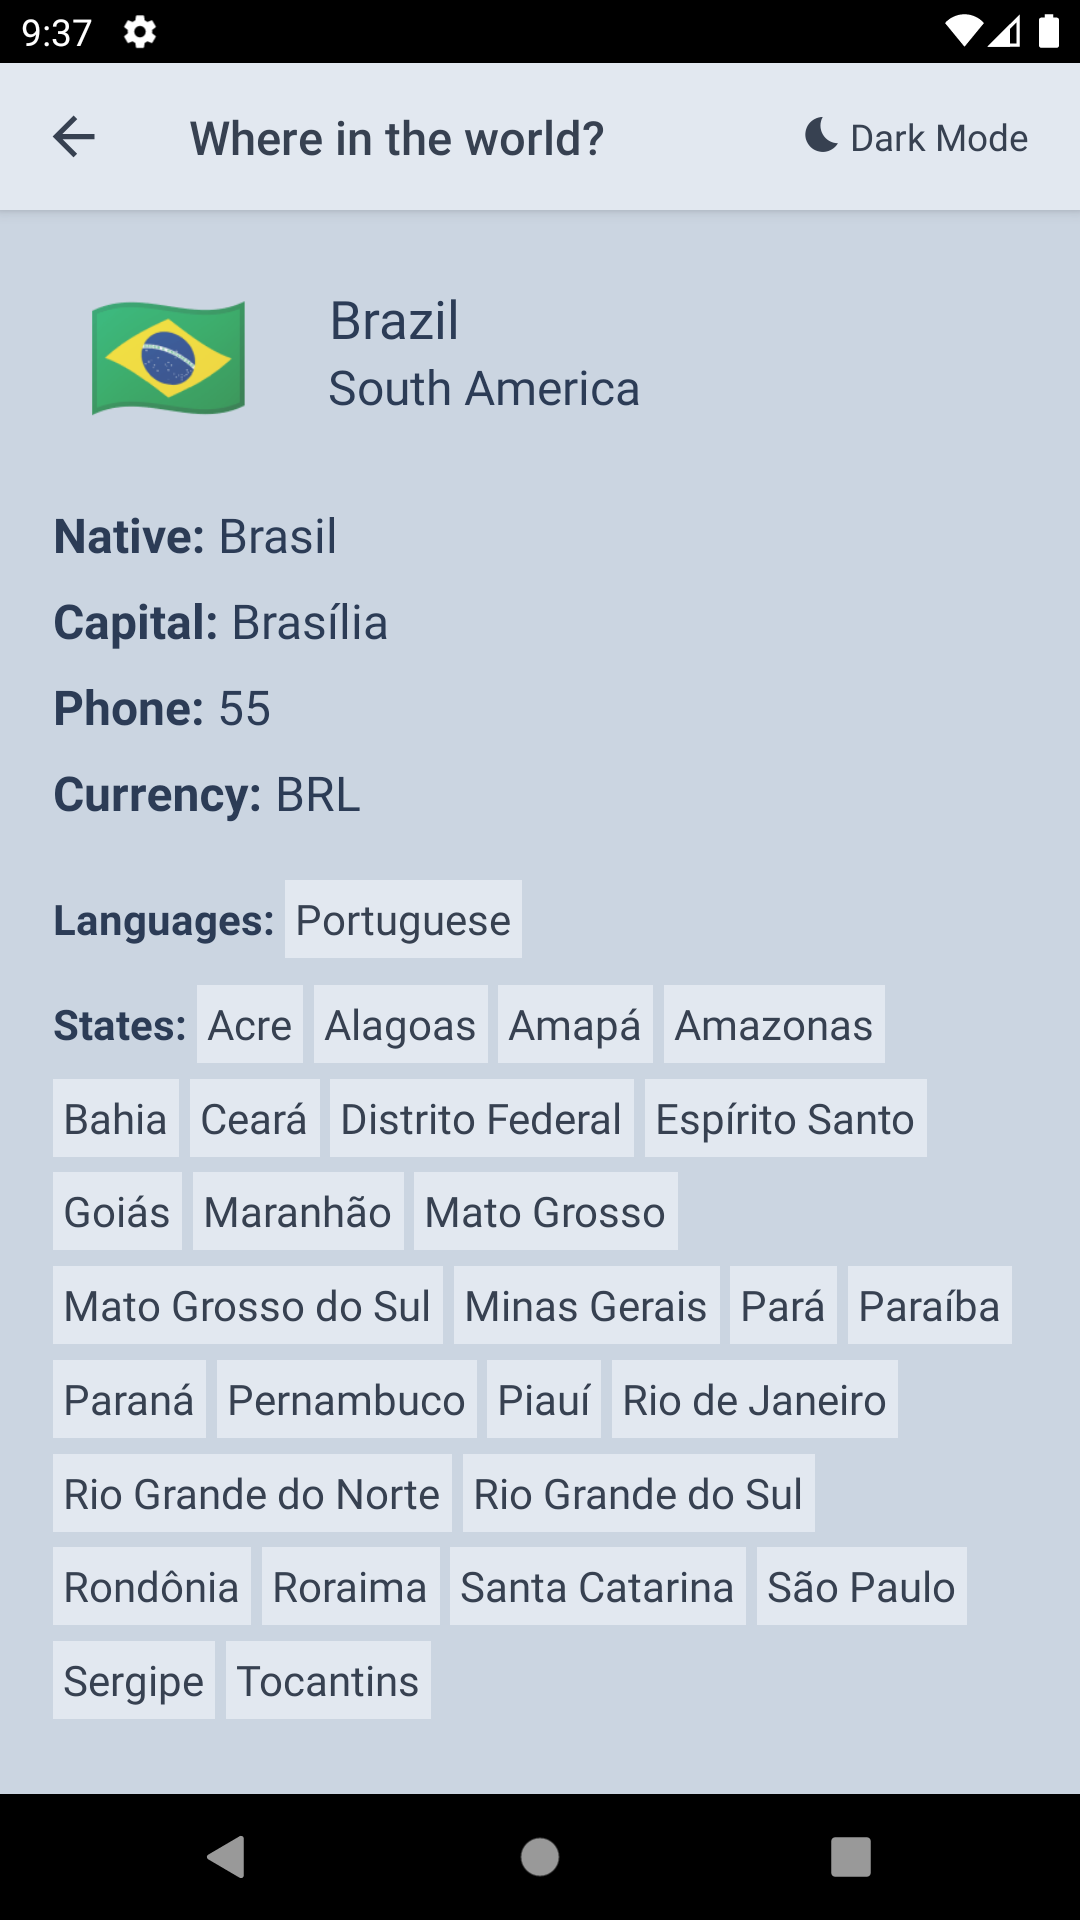 9:37
Where in the world?
Dark Mode
Brazil
South America
Native: Brasil
Capital: Brasília
Phone: 55
Currency: BRL
Languages: Portuguese
States: Acre Alagoas Amapá Amazonas
Bahia Ceará Distrito Federal Espírito Santo
Goiás Maranhão Mato Grosso
Mato Grosso do Sul Minas Gerais Pará Paraíba
Paraná Pernambuco Piauí Rio de Janeiro
Rio Grande do Norte Rio Grande do Sul
Rondônia Roraima Santa Catarina São Paulo
Sergipe Tocantins